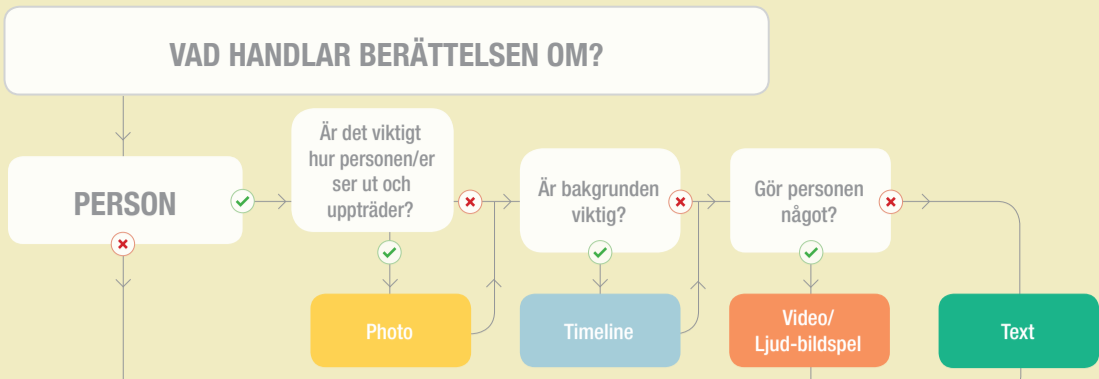 VAD HANDLAR BERÄTTELSEN OM?
PERSON
Är det viktigt
hur personen/er
ser ut och
uppträder?
Är bakgrunden
viktig?
Gör personen
något?
Photo
Timeline
Video/
Ljud-bildspel
Text